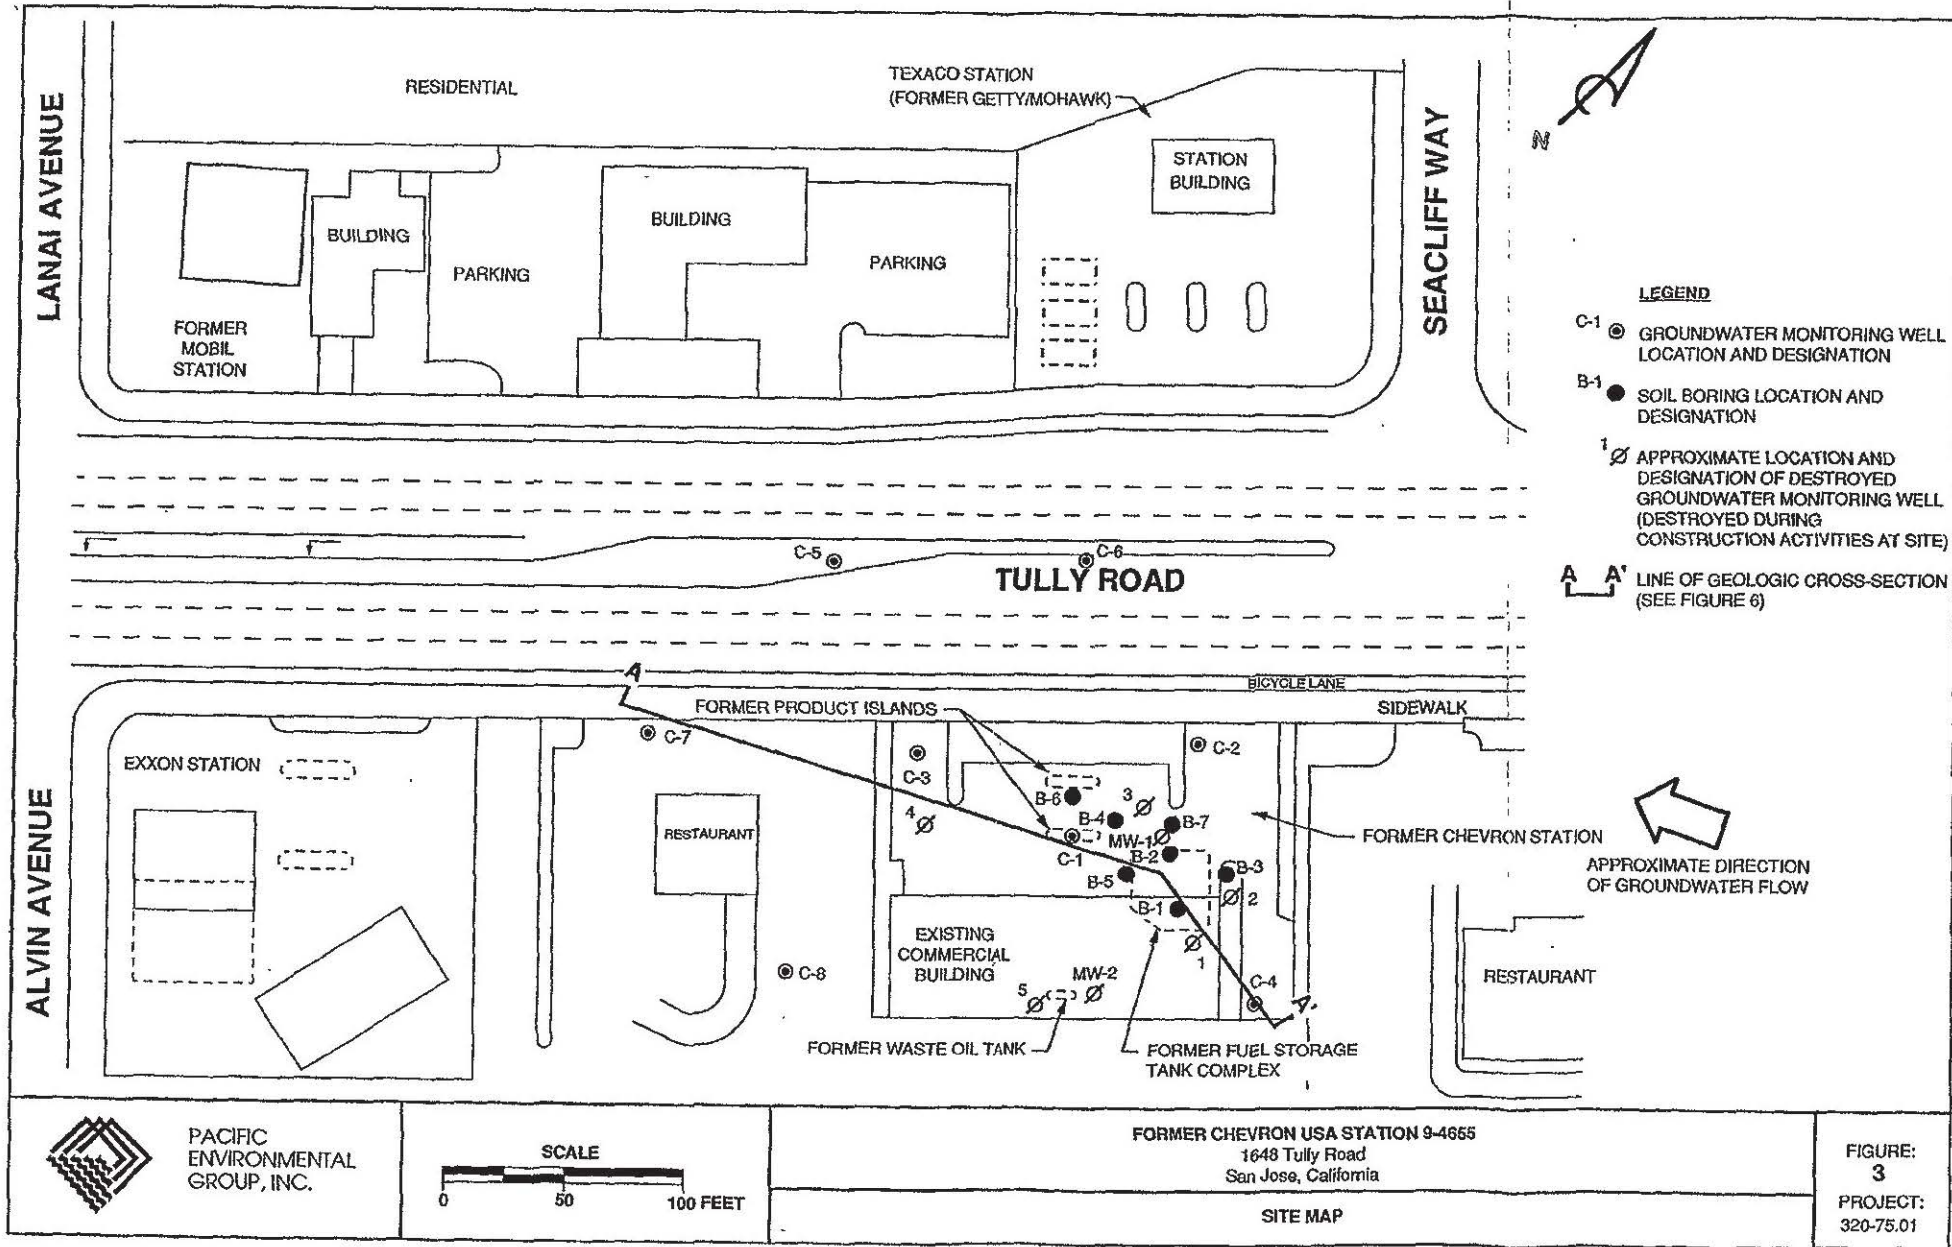 LANAI AVENUE
RESIDENTIAL
TEXACO STATION
(FORMER GETTY/MOHAWK)
STATION
BUILDING
SEACLIFF WAY
N
BUILDING
PARKING
BUILDING
PARKING
FORMER
MOBIL
STATION
LEGEND
C-1
GROUNDWATER MONITORING WELL
LOCATION AND DESIGNATION
B-1
SOIL BORING LOCATION AND
DESIGNATION
1
APPROXIMATE LOCATION AND
DESIGNATION OF DESTROYED
GROUNDWATER MONITORING WELL
(DESTROYED DURING
CONSTRUCTION ACTIVITIES AT SITE)
A A'
LINE OF GEOLOGIC CROSS-SECTION
(SEE FIGURE 6)
C-5
C-6
TULLY ROAD
A
BICYCLE LANE
SIDEWALK
FORMER PRODUCT ISLANDS
C-7
C-3
C-2
EXXON STATION
ALVIN AVENUE
RESTAURANT
4
B-6
3
B-4
B-7
MW-1
C-1
B-2
B-5
B-3
2
B-1
1
FORMER CHEVRON STATION
APPROXIMATE DIRECTION
OF GROUNDWATER FLOW
EXISTING
COMMERCIAL
BUILDING
C-8
MW-2
5
C-4
A'
RESTAURANT
FORMER WASTE OIL TANK
FORMER FUEL STORAGE
TANK COMPLEX
PACIFIC
ENVIRONMENTAL
GROUP, INC.
SCALE
0 50 100 FEET
FORMER CHEVRON USA STATION 9-4655
1648 Tully Road
San Jose, California
SITE MAP
FIGURE:
3
PROJECT:
320-75.01